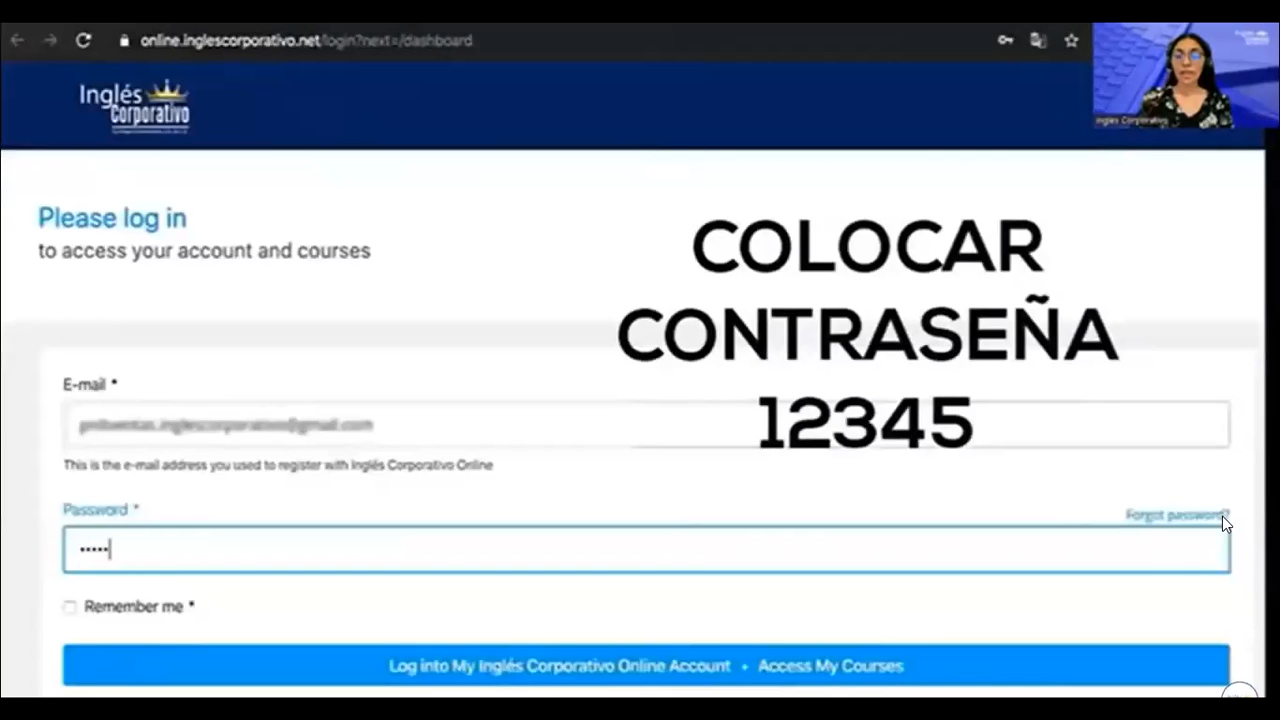 online.inglescorporativo.net/login?next=/dashboard
Inglés
Corporativo
Inglés Corporativo
Please log in
to access your account and courses
COLOCAR
CONTRASEÑA
12345
E-mail *
This is the e-mail address you used to register with Inglés Corporativo Online
Password *
Forgot password?
•••••
Remember me *
Log into My Inglés Corporativo Online Account • Access My Courses